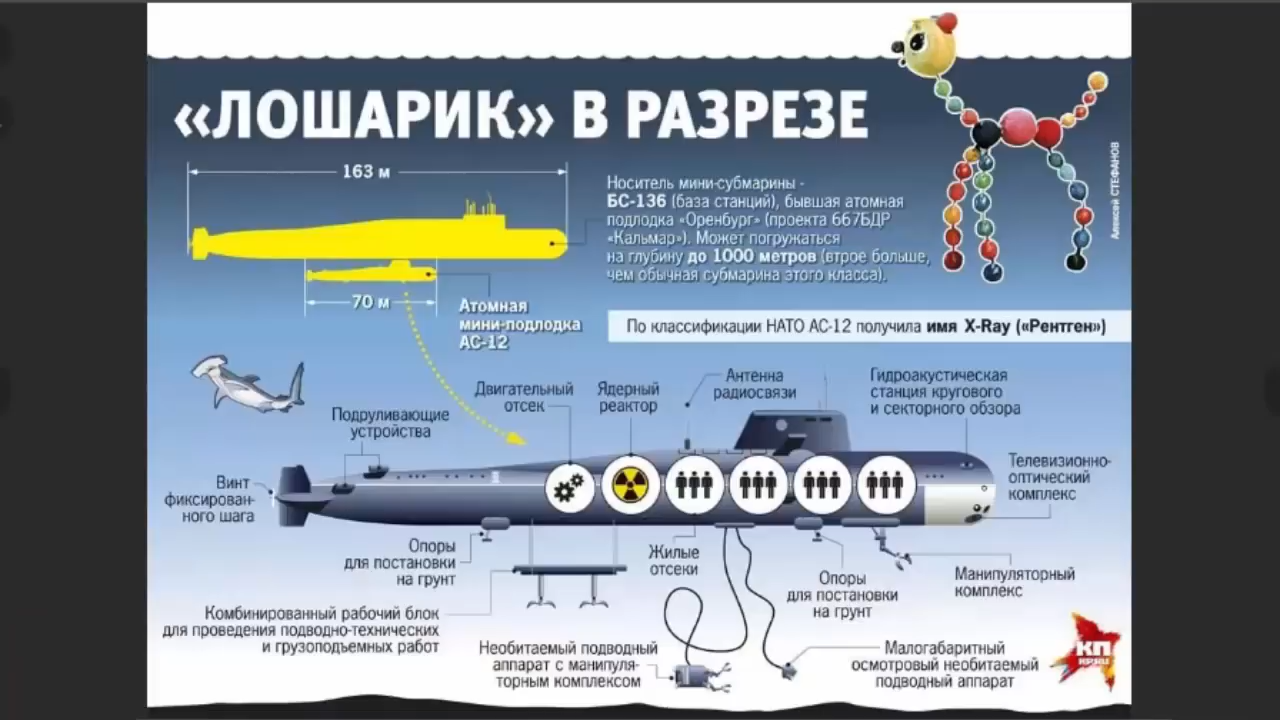 «ЛОШАРИК» В РАЗРЕЗЕ
163 м
Носитель мини-субмарины -
БС-136 (база станций), бывшая атомная
подлодка «Оренбург» (проекта 667БДР
«Кальмар»). Может погружаться
на глубину до 1000 метров (втрое больше,
чем обычная субмарина этого класса).
Алексей СТЕФАНОВ
70 м
Атомная
мини-подлодка
АС-12
По классификации НАТО АС-12 получила имя X-Ray («Рентген»)
Подруливающие
устройства
Двигательный
отсек
Ядерный
реактор
Антенна
радиосвязи
Гидроакустическая
станция кругового
и секторного обзора
Винт
фиксирован-
ного шага
Телевизионно-
оптический
комплекс
Опоры
для постановки
на грунт
Жилые
отсеки
Опоры
для постановки
на грунт
Манипуляторный
комплекс
Комбинированный рабочий блок
для проведения подводно-технических
и грузоподъемных работ
Необитаемый подводный
аппарат с манипуля-
торным комплексом
Малогабаритный
осмотровый необитаемый
подводный аппарат
КП